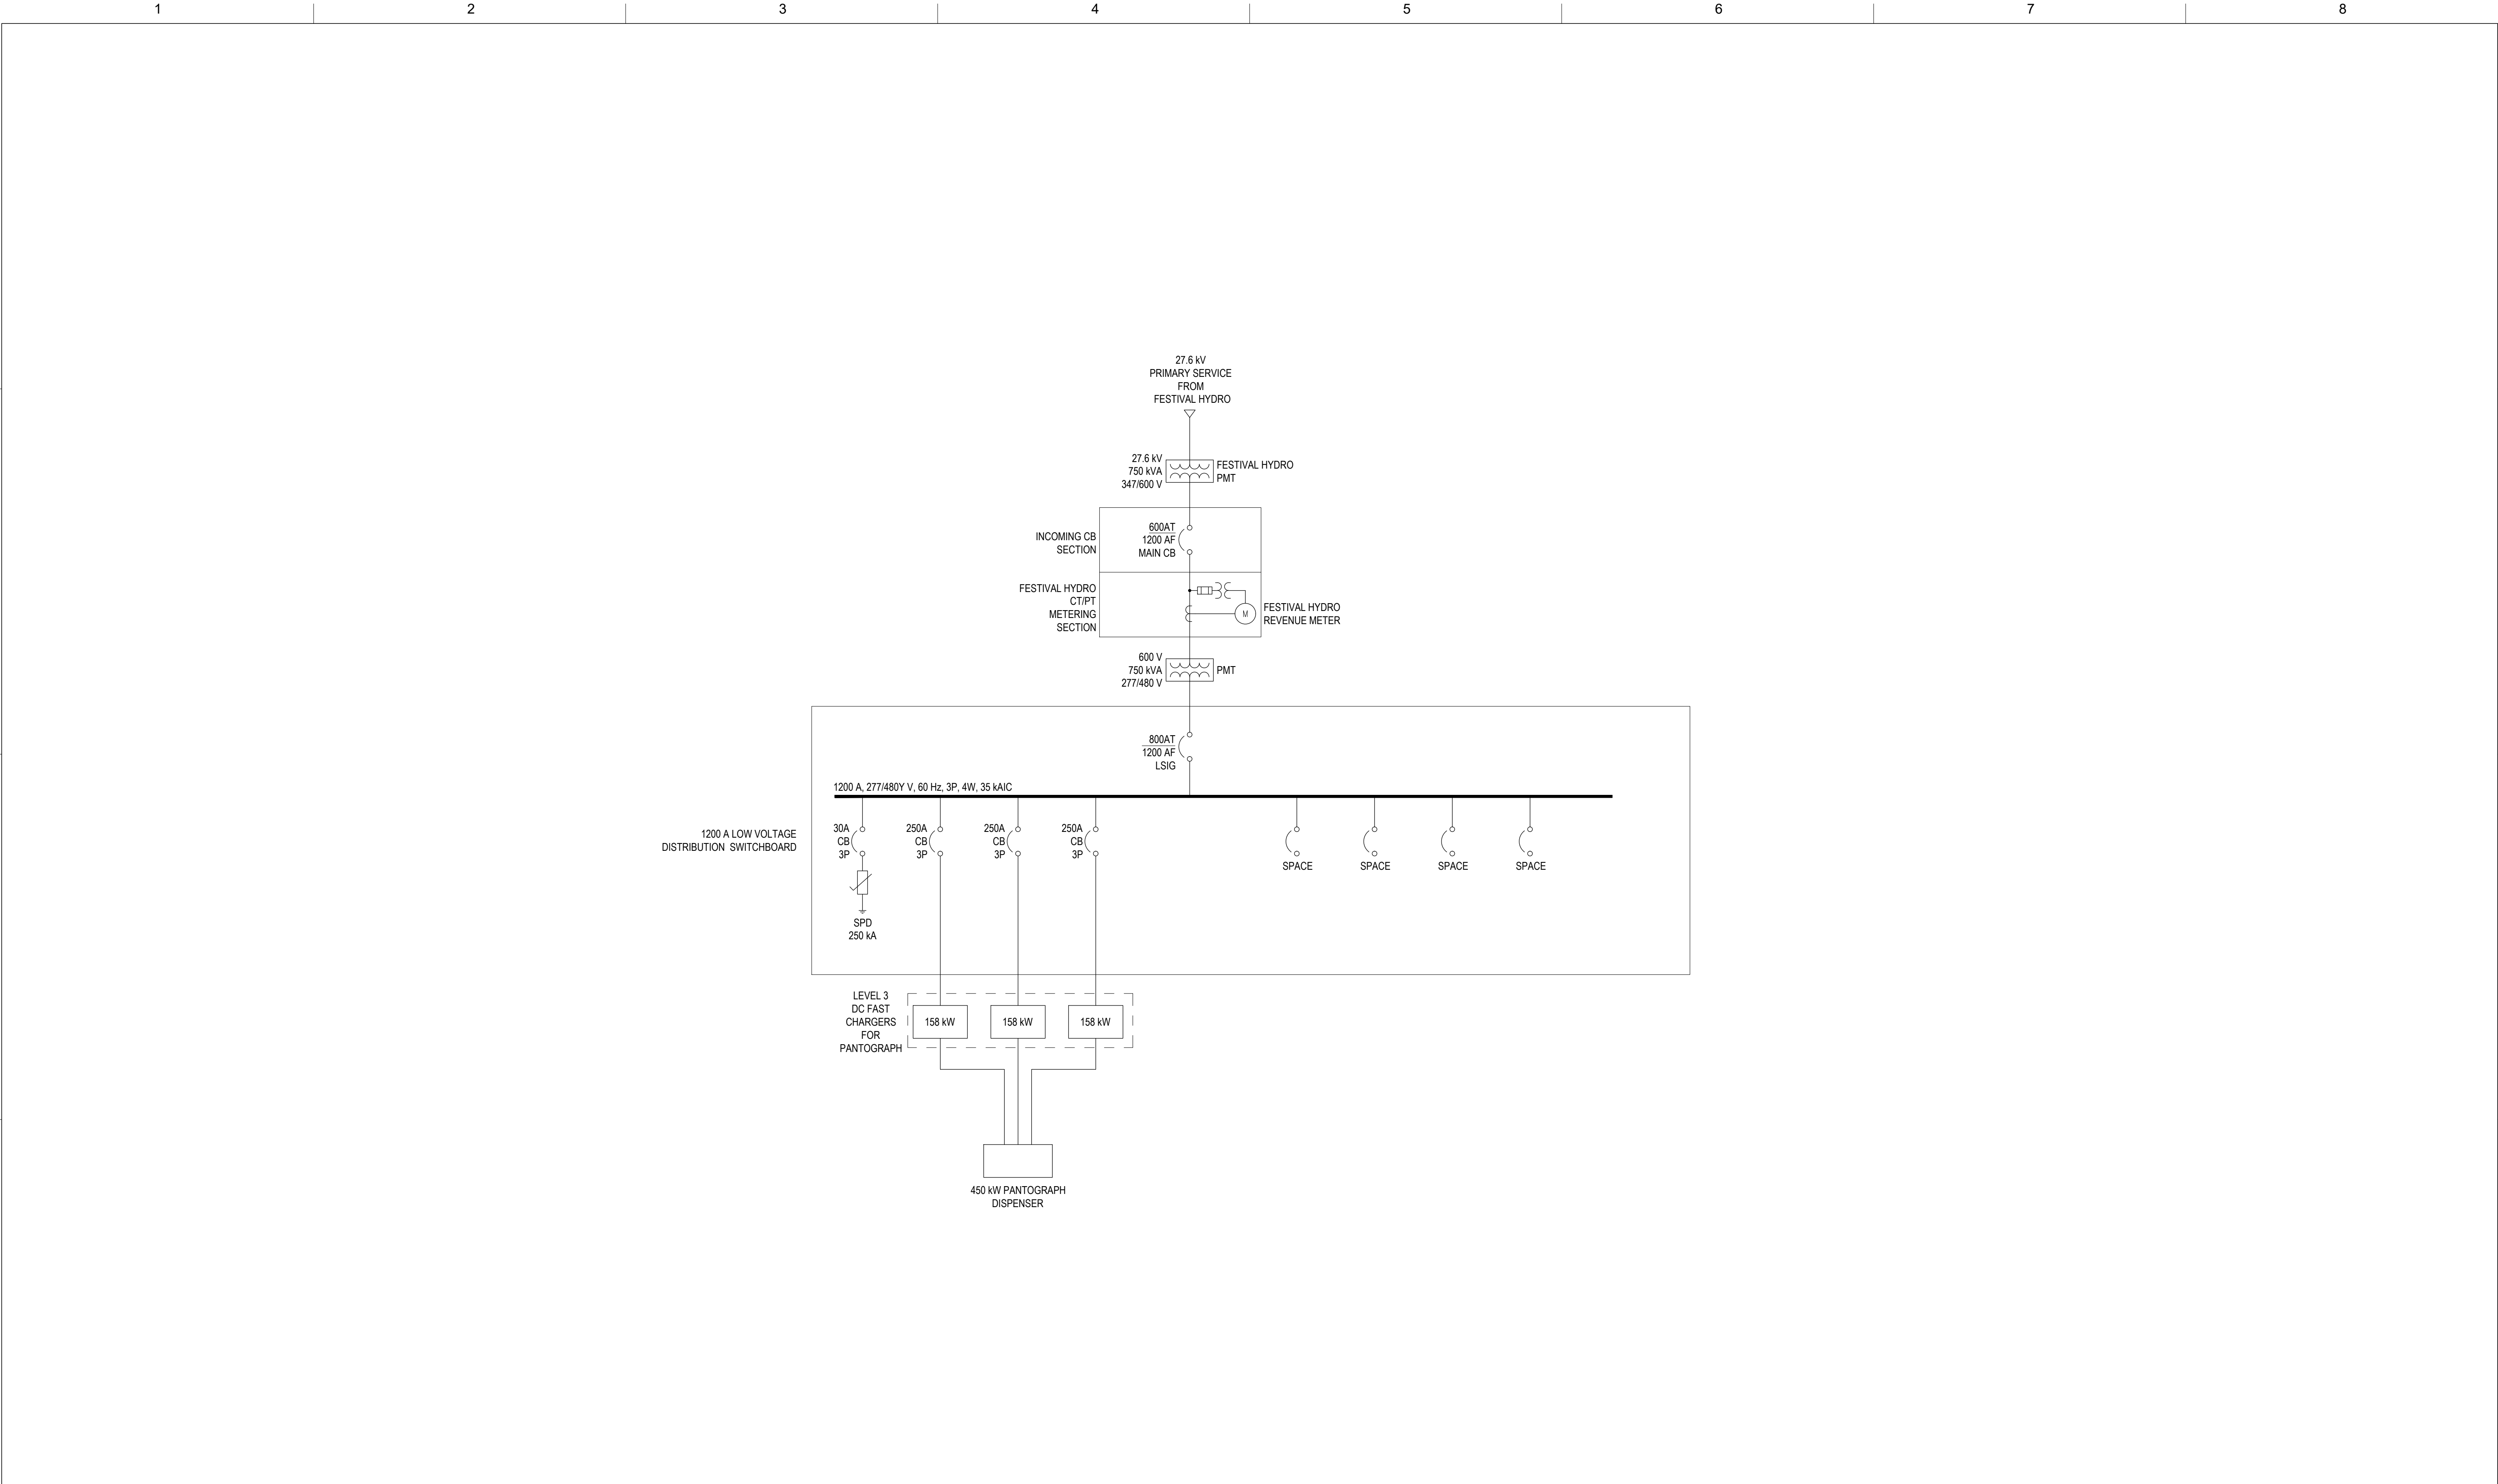 1 2 3 4 5 6 7 8
27.6 kV
PRIMARY SERVICE
FROM
FESTIVAL HYDRO
27.6 kV
750 kVA
347/600 V
FESTIVAL HYDRO
PMT
INCOMING CB
SECTION
600AT
1200 AF
MAIN CB
FESTIVAL HYDRO
CT/PT
METERING
SECTION
M
FESTIVAL HYDRO
REVENUE METER
600 V
750 kVA
277/480 V
PMT
800AT
1200 AF
LSIG
1200 A, 277/480Y V, 60 Hz, 3P, 4W, 35 kAIC
1200 A LOW VOLTAGE
DISTRIBUTION SWITCHBOARD
30A
CB
3P
250A
CB
3P
250A
CB
3P
250A
CB
3P
SPACE
SPACE
SPACE
SPACE
SPD
250 kA
LEVEL 3
DC FAST
CHARGERS
FOR
PANTOGRAPH
158 kW
158 kW
158 kW
450 kW PANTOGRAPH
DISPENSER